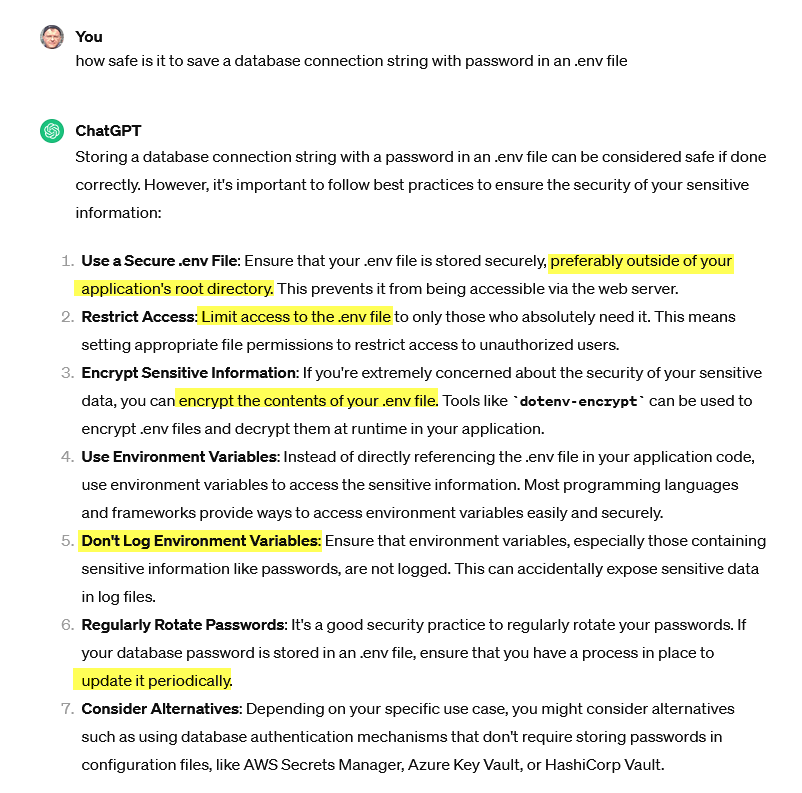 You
how safe is it to save a database connection string with password in an .env file
ChatGPT
Storing a database connection string with a password in an .env file can be considered safe if done
correctly. However, it's important to follow best practices to ensure the security of your sensitive
information:
1. Use a Secure .env File: Ensure that your .env file is stored securely, preferably outside of your
application's root directory. This prevents it from being accessible via the web server.
2. Restrict Access: Limit access to the .env file to only those who absolutely need it. This means
setting appropriate file permissions to restrict access to unauthorized users.
3. Encrypt Sensitive Information: If you're extremely concerned about the security of your sensitive
data, you can encrypt the contents of your .env file. Tools like `dotenv-encrypt` can be used to
encrypt .env files and decrypt them at runtime in your application.
4. Use Environment Variables: Instead of directly referencing the .env file in your application code,
use environment variables to access the sensitive information. Most programming languages
and frameworks provide ways to access environment variables easily and securely.
5. Don't Log Environment Variables: Ensure that environment variables, especially those containing
sensitive information like passwords, are not logged. This can accidentally expose sensitive data
in log files.
6. Regularly Rotate Passwords: It's a good security practice to regularly rotate your passwords. If
your database password is stored in an .env file, ensure that you have a process in place to
update it periodically.
7. Consider Alternatives: Depending on your specific use case, you might consider alternatives
such as using database authentication mechanisms that don't require storing passwords in
configuration files, like AWS Secrets Manager, Azure Key Vault, or HashiCorp Vault.